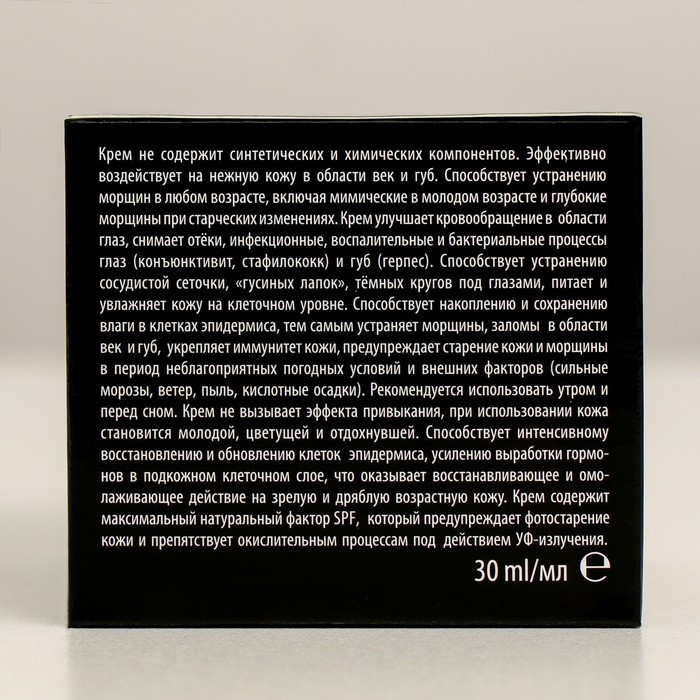 Крем не содержит синтетических и химических компонентов. Эффективно
воздействует на нежную кожу в области век и губ. Способствует устранению
морщин в любом возрасте, включая мимические в молодом возрасте и глубокие
морщины при старческих изменениях. Крем улучшает кровообращение в области
глаз, снимает отёки, инфекционные, воспалительные и бактериальные процессы
глаз (конъюнктивит, стафилококк) и губ (герпес). Способствует устранению
сосудистой сеточки, «гусиных лапок», тёмных кругов под глазами, питает и
увлажняет кожу на клеточном уровне. Способствует накоплению и сохранению
влаги в клетках эпидермиса, тем самым устраняет морщины, заломы в области
век и губ, укрепляет иммунитет кожи, предупреждает старение кожи и морщины
в период неблагоприятных погодных условий и внешних факторов (сильные
морозы, ветер, пыль, кислотные осадки). Рекомендуется использовать утром и
перед сном. Крем не вызывает эффекта привыкания, при использовании кожа
становится молодой, цветущей и отдохнувшей. Способствует интенсивному
восстановлению и обновлению клеток эпидермиса, усилению выработки гормо-
нов в подкожном клеточном слое, что оказывает восстанавливающее и омо-
лаживающее действие на зрелую и дряблую возрастную кожу. Крем содержит
максимальный натуральный фактор SPF, который предупреждает фотостарение
кожи и препятствует окислительным процессам под действием УФ-излучения.
30 ml/мл ℮